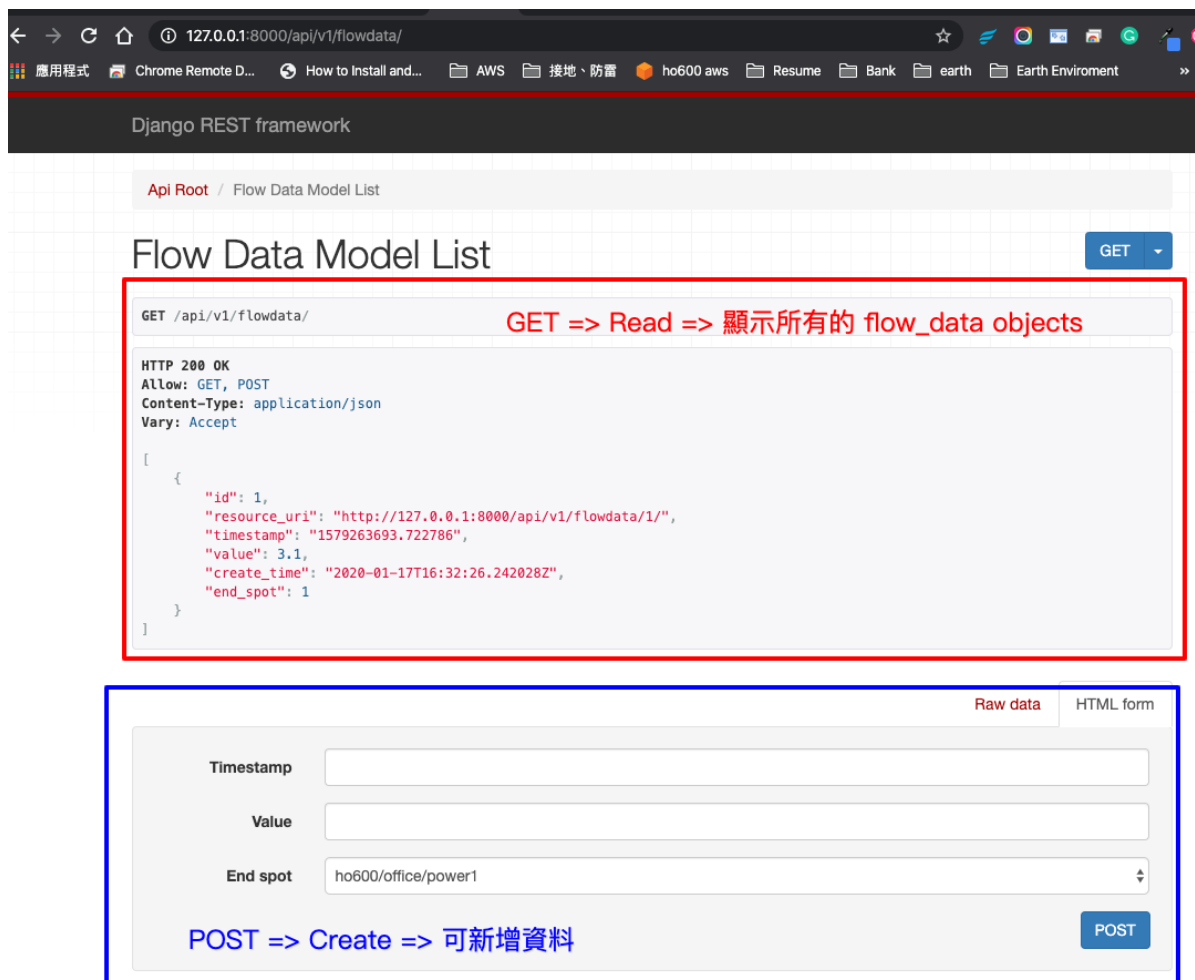 127.0.0.1:8000/api/v1/flowdata/
應用程式 Chrome Remote D... How to Install and... AWS 接地、防雷 ho600 aws Resume Bank earth Earth Enviroment »
Django REST framework
Api Root / Flow Data Model List
Flow Data Model List
GET
GET /api/v1/flowdata/
GET => Read => 顯示所有的 flow_data objects
HTTP 200 OK
Allow: GET, POST
Content-Type: application/json
Vary: Accept
[
{
"id": 1,
"resource_uri": "http://127.0.0.1:8000/api/v1/flowdata/1/",
"timestamp": "1579263693.722786",
"value": 3.1,
"create_time": "2020-01-17T16:32:26.242028Z",
"end_spot": 1
}
]
Raw data HTML form
Timestamp
Value
End spot ho600/office/power1
POST => Create => 可新增資料
POST